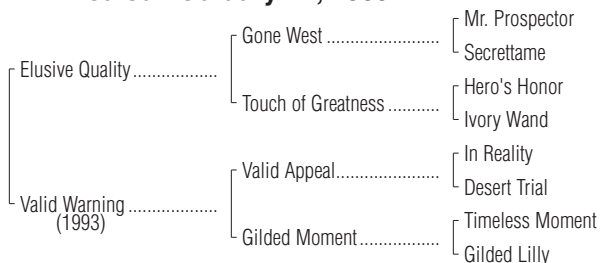 Mr. Prospector
Gone West
Secrettame
Elusive Quality
Hero's Honor
Touch of Greatness
Ivory Wand
In Reality
Valid Appeal
Desert Trial
Valid Warning
(1993)
Timeless Moment
Gilded Moment
Gilded Lilly